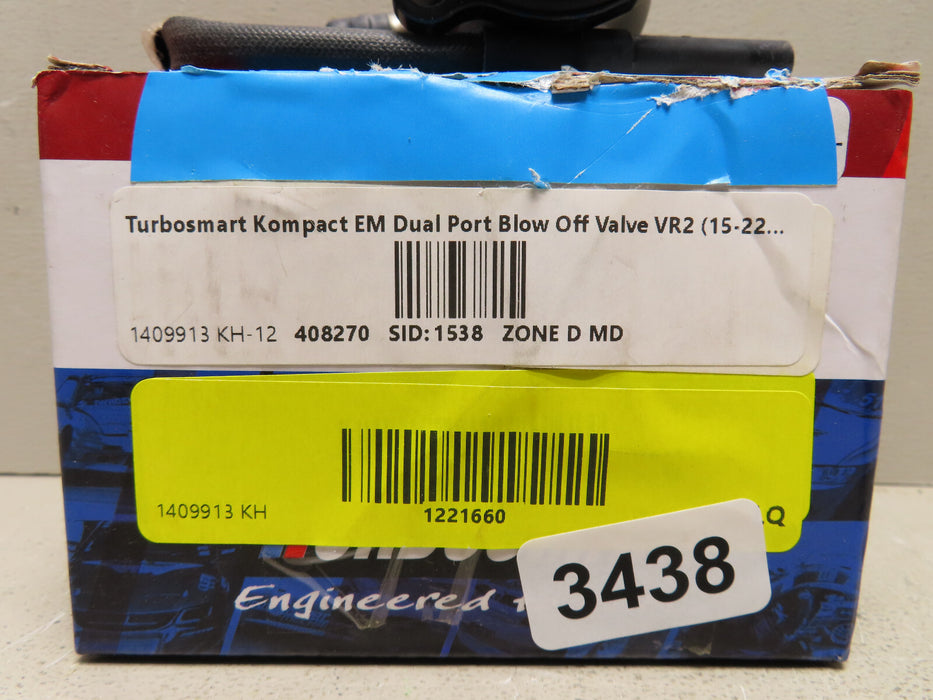 Turbosmart Kompact EM Dual Port Blow Off Valve VR2 (15-22...
1409913 KH-12 408270 SID:1538 ZONE D MD
1409913 KH
1221660
Engineered
3438